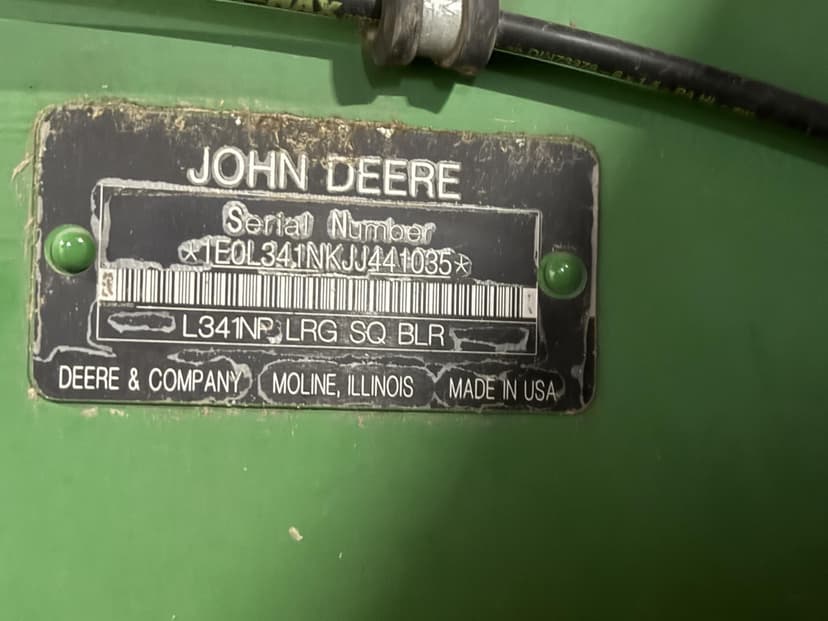 JOHN DEERE
Serial Number
*1E0L341NKJJ441035*
L341NP LRG SQ BLR
DEERE & COMPANY MOLINE, ILLINOIS MADE IN USA